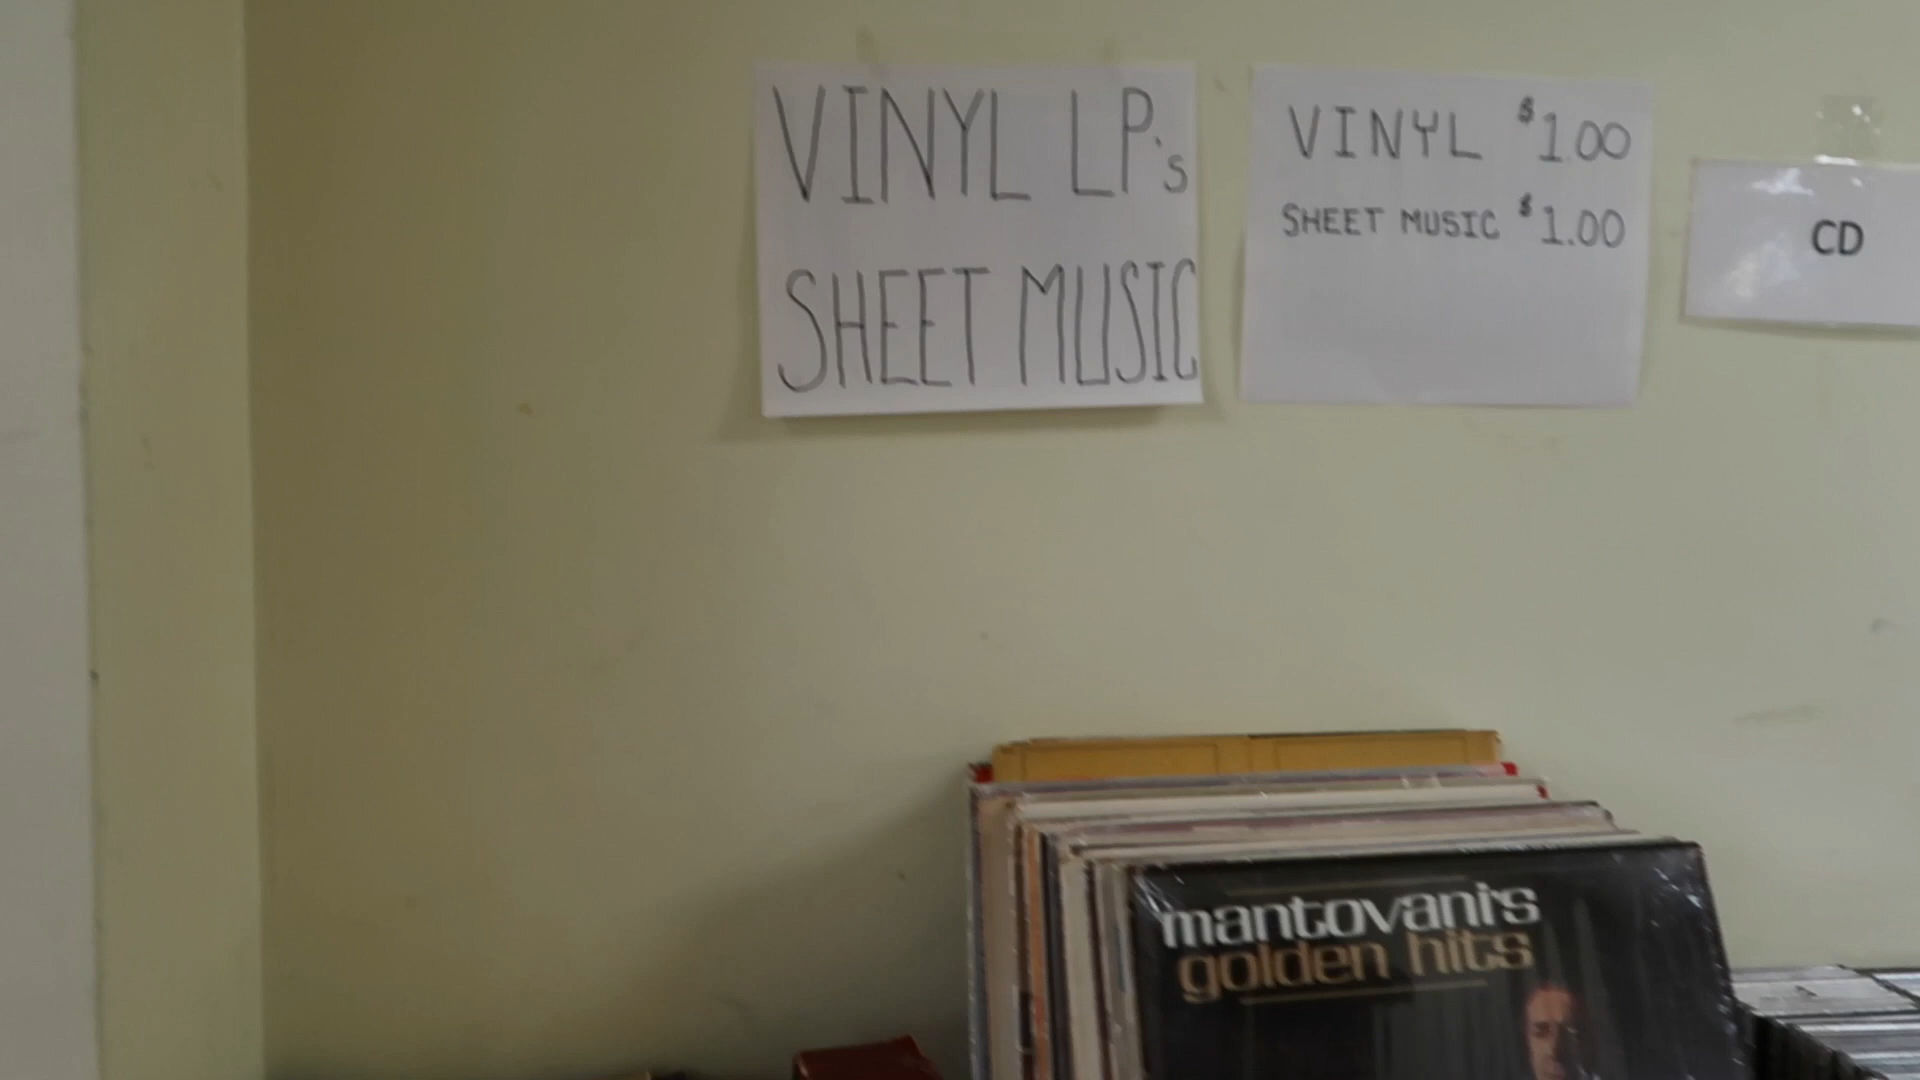 VINYL LP's
SHEET MUSIC
VINYL $1.00
SHEET MUSIC $1.00
CD
mantovani's
golden hits